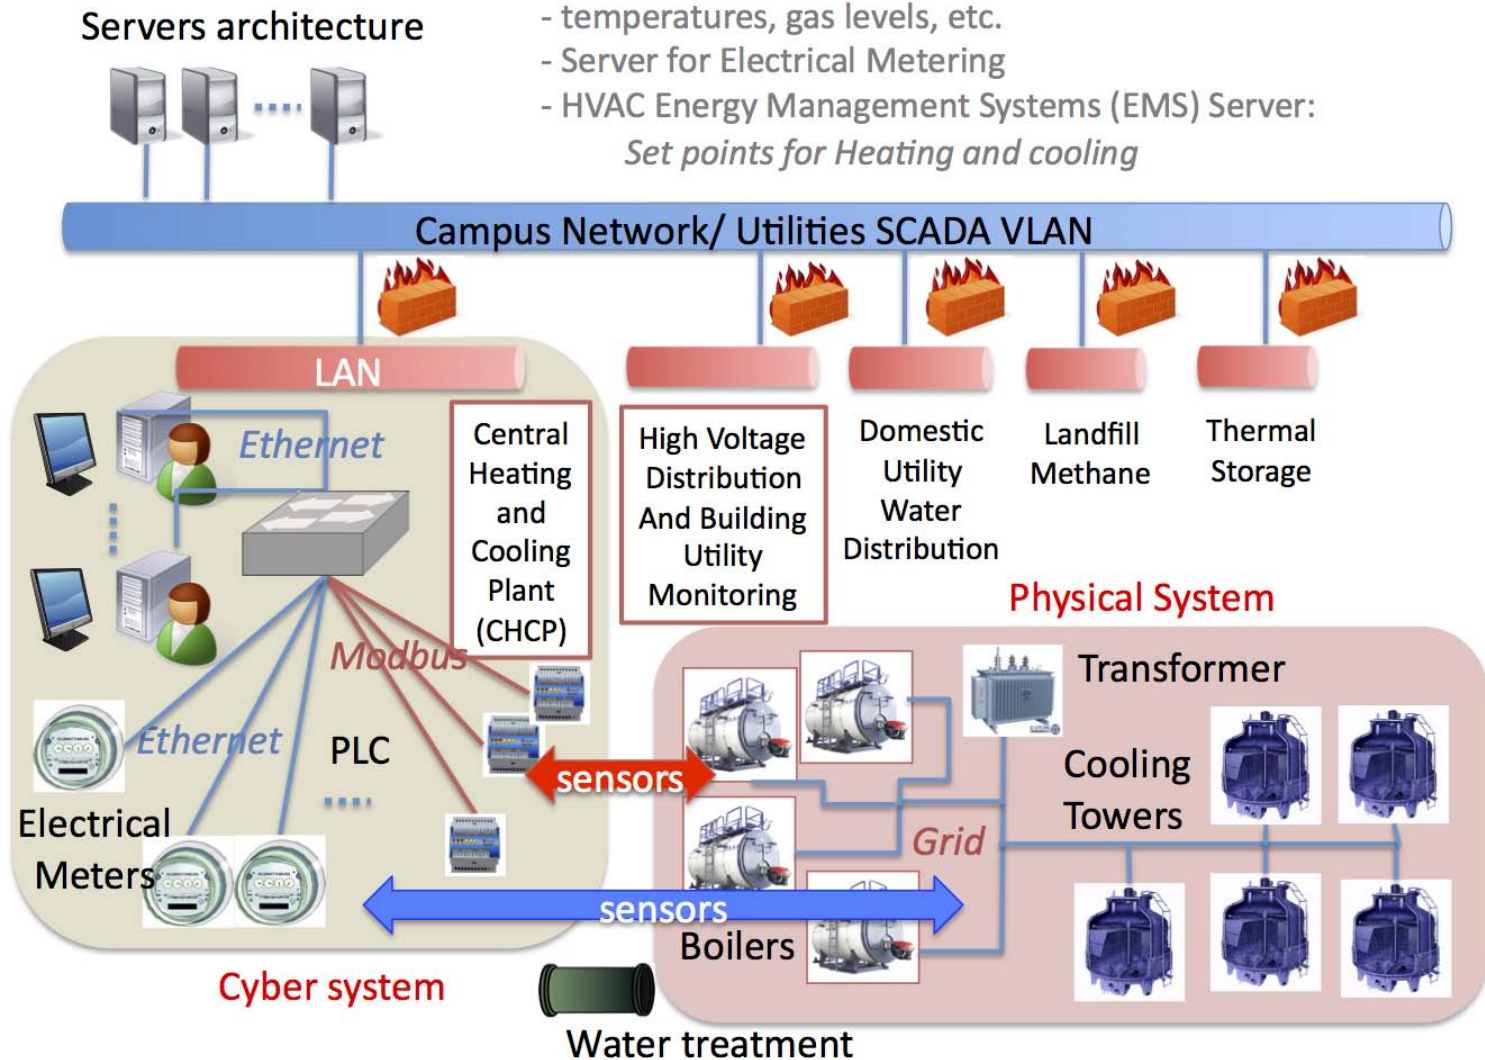 Servers architecture
- temperatures, gas levels, etc.
- Server for Electrical Metering
- HVAC Energy Management Systems (EMS) Server:
Set points for Heating and cooling
Campus Network/ Utilities SCADA VLAN
LAN
Ethernet
Central
Heating
and
Cooling
Plant
(CHCP)
High Voltage
Distribution
And Building
Utility
Monitoring
Domestic
Utility
Water
Distribution
Landfill
Methane
Thermal
Storage
Physical System
Modbus
Transformer
Ethernet
PLC
sensors
Cooling
Towers
Electrical
Meters
Grid
sensors
Boilers
Cyber system
Water treatment